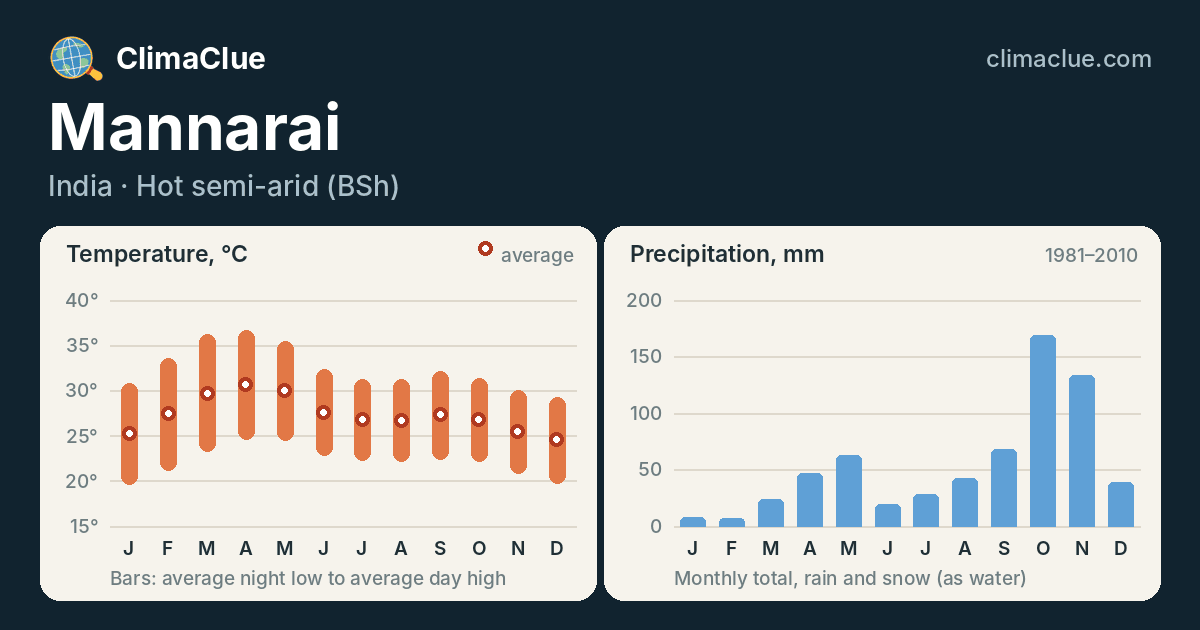 ClimaClue
climaclue.com
Mannarai
India · Hot semi-arid (BSh)
Temperature, °C
average
40°
35°
30°
25°
20°
15°
J F M A M J J A S O N D
Bars: average night low to average day high
Precipitation, mm
1981–2010
200
150
100
50
0
J F M A M J J A S O N D
Monthly total, rain and snow (as water)